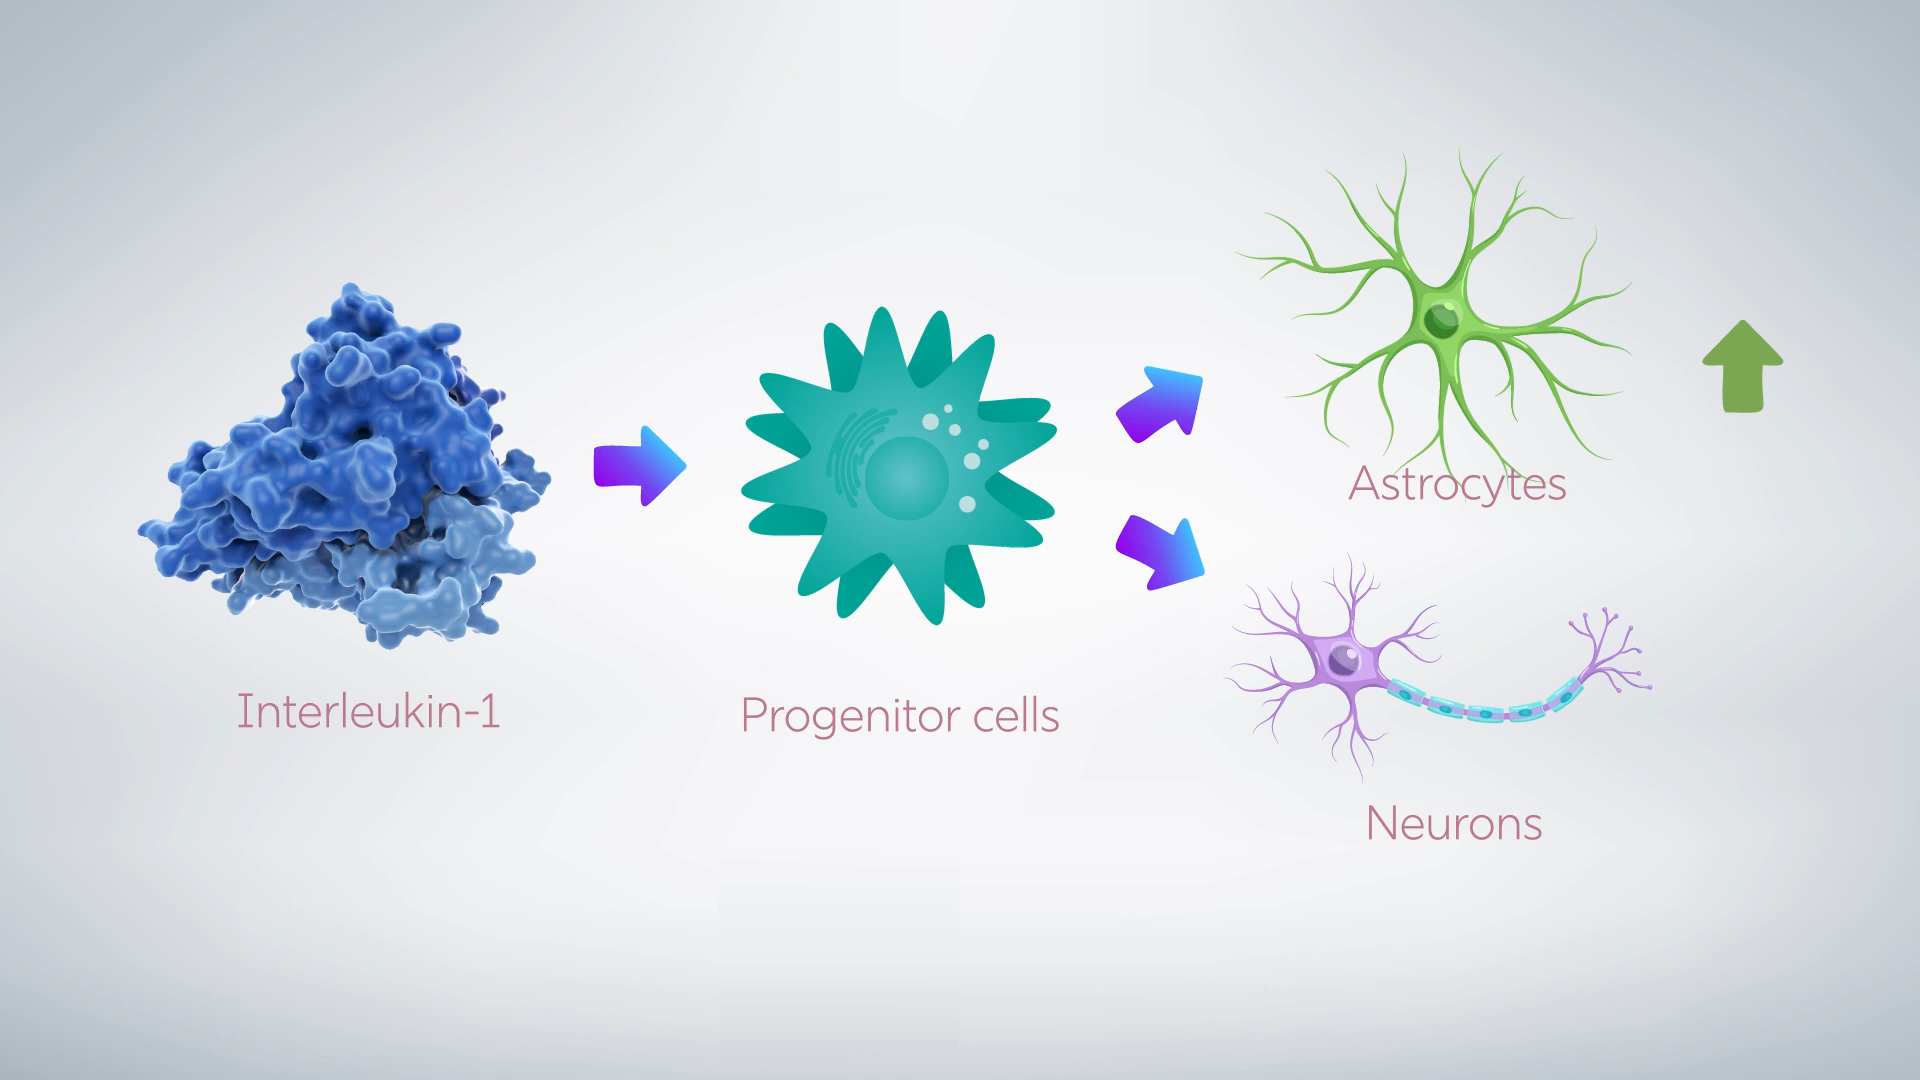 Interleukin-1
Progenitor cells
Astrocytes
Neurons